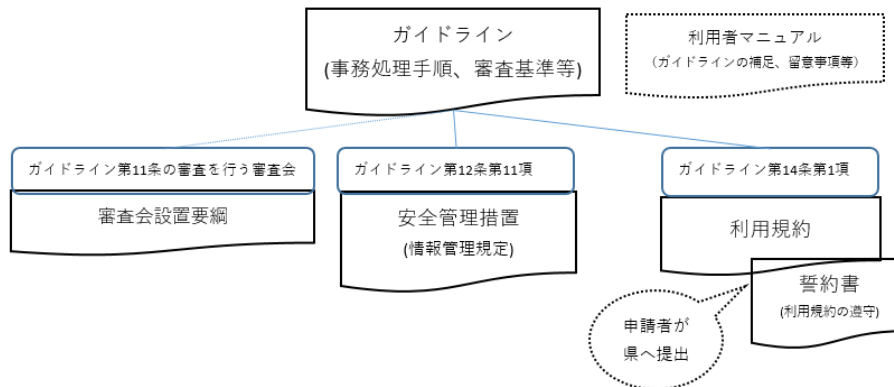 ガイドライン
(事務処理手順、審査基準等)
利用者マニュアル
（ガイドラインの補足、留意事項等）
ガイドライン第11条の審査を行う審査会
ガイドライン第12条第11項
ガイドライン第14条第1項
審査会設置要綱
安全管理措置
(情報管理規定)
利用規約
誓約書
(利用規約の遵守)
申請者が
県へ提出